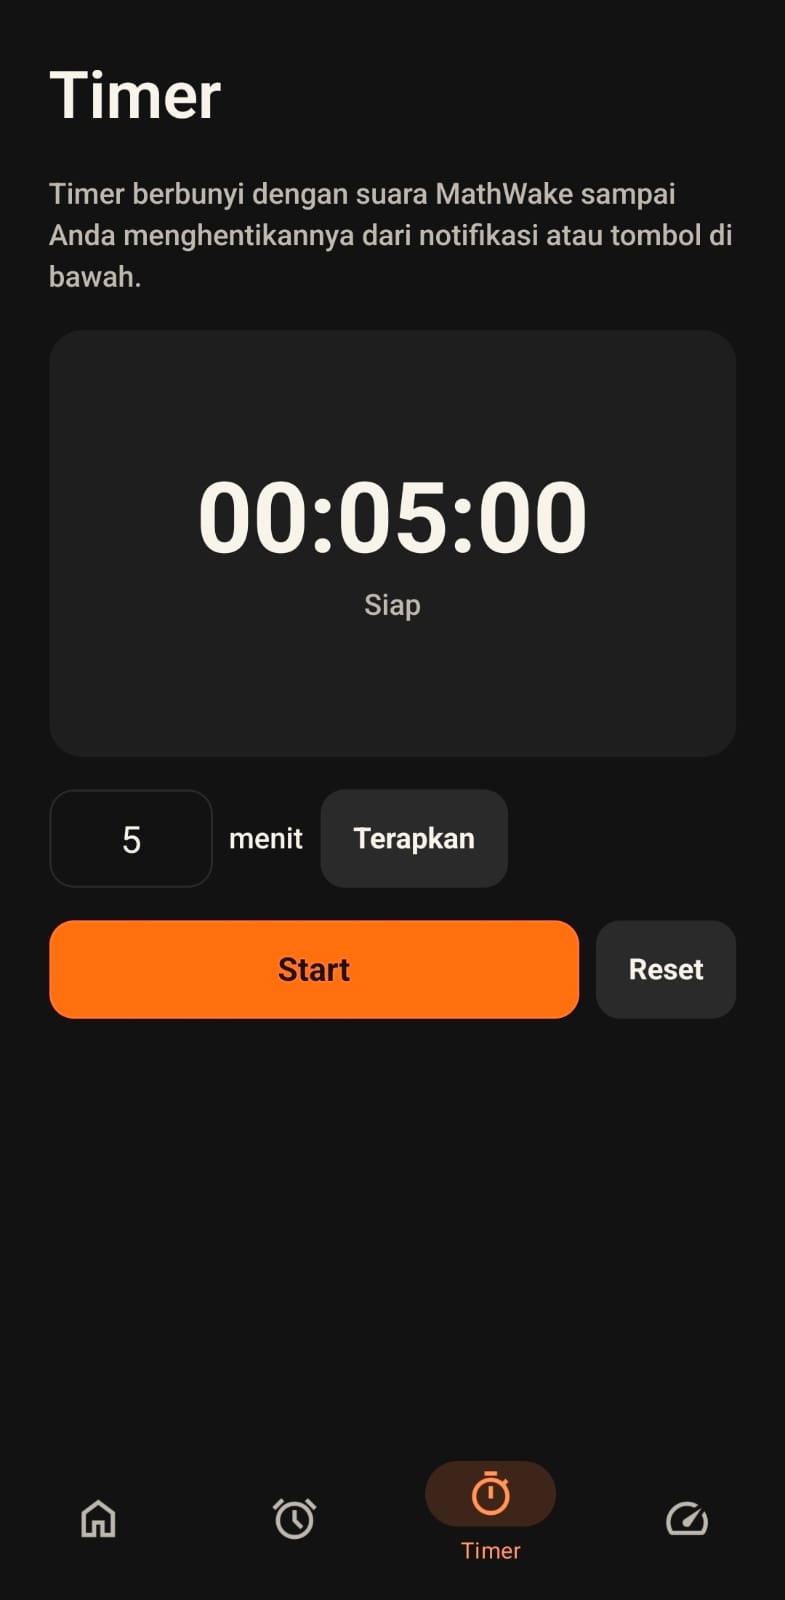 Timer
Timer berbunyi dengan suara MathWake sampai
Anda menghentikannya dari notifikasi atau tombol di
bawah.
00:05:00
Siap
5 menit Terapkan
Start Reset
Timer